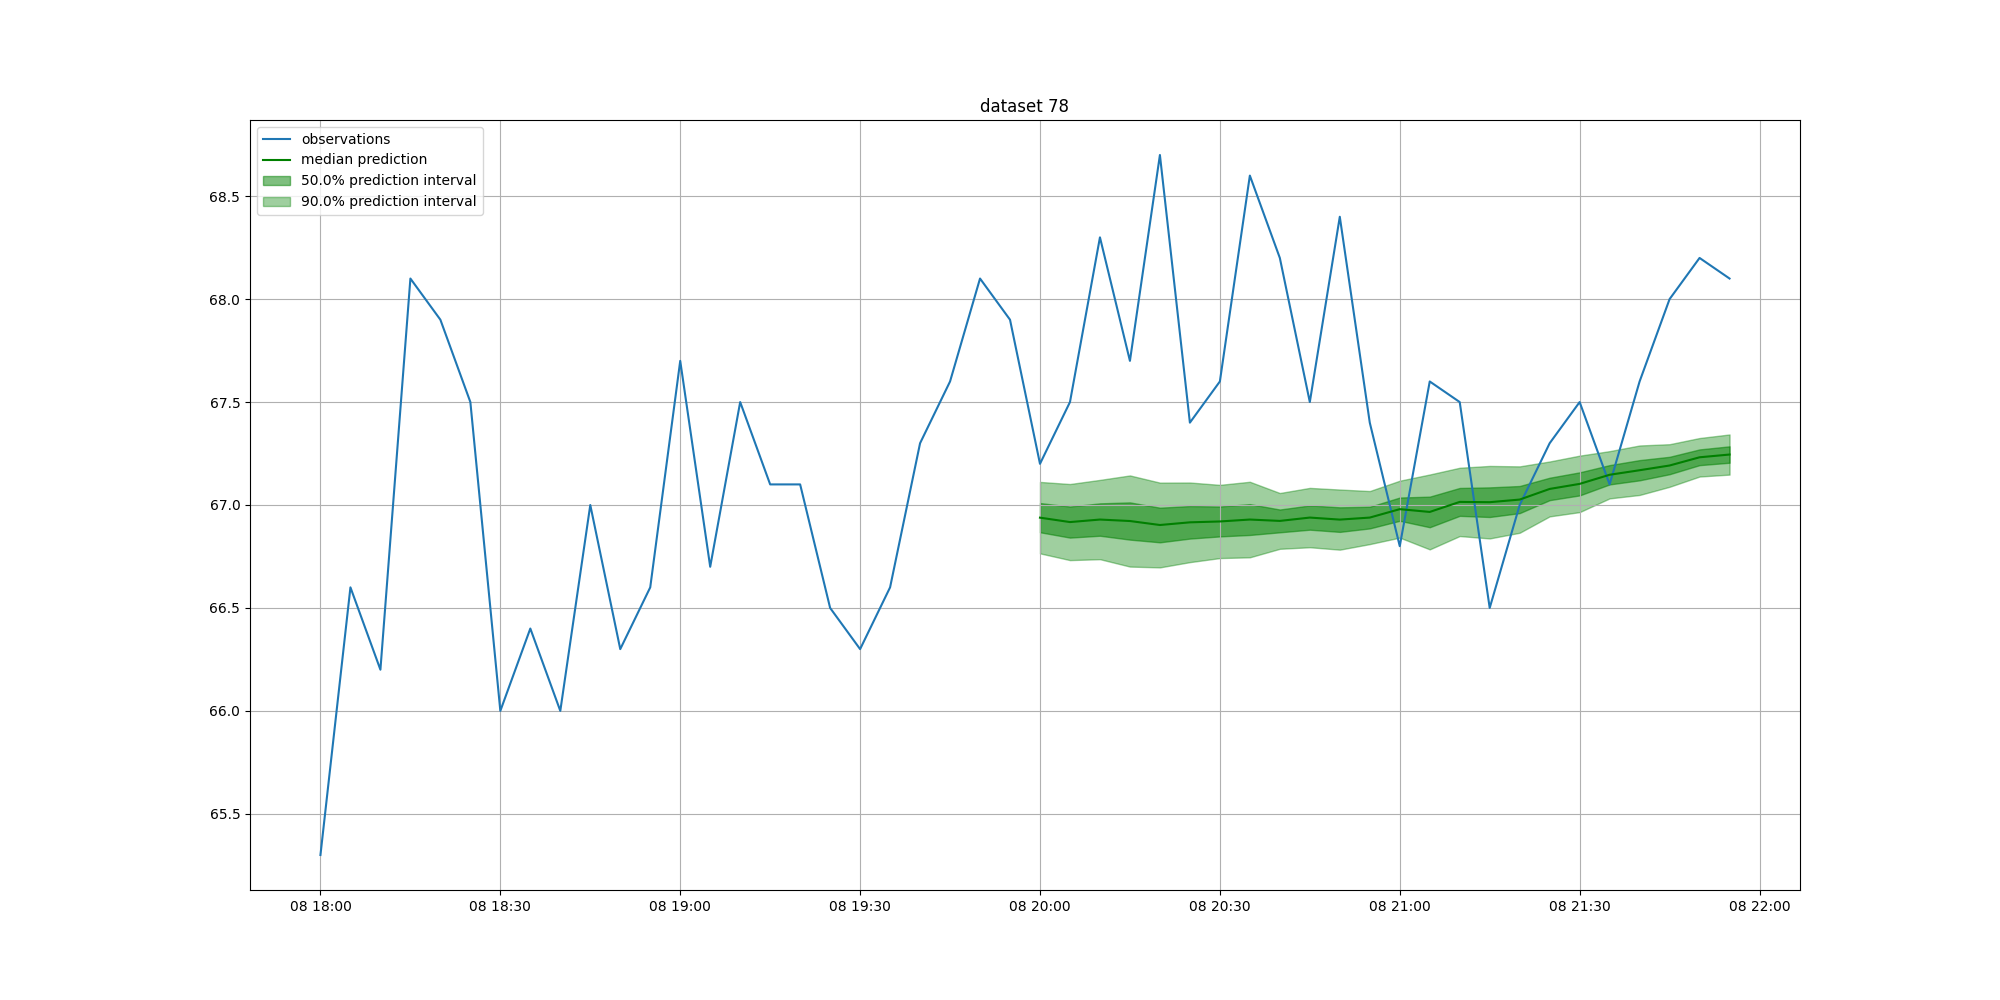 dataset 78
observations
median prediction
50.0% prediction interval
90.0% prediction interval
68.5
68.0
67.5
67.0
66.5
66.0
65.5
08 18:00 08 18:30 08 19:00 08 19:30 08 20:00 08 20:30 08 21:00 08 21:30 08 22:00